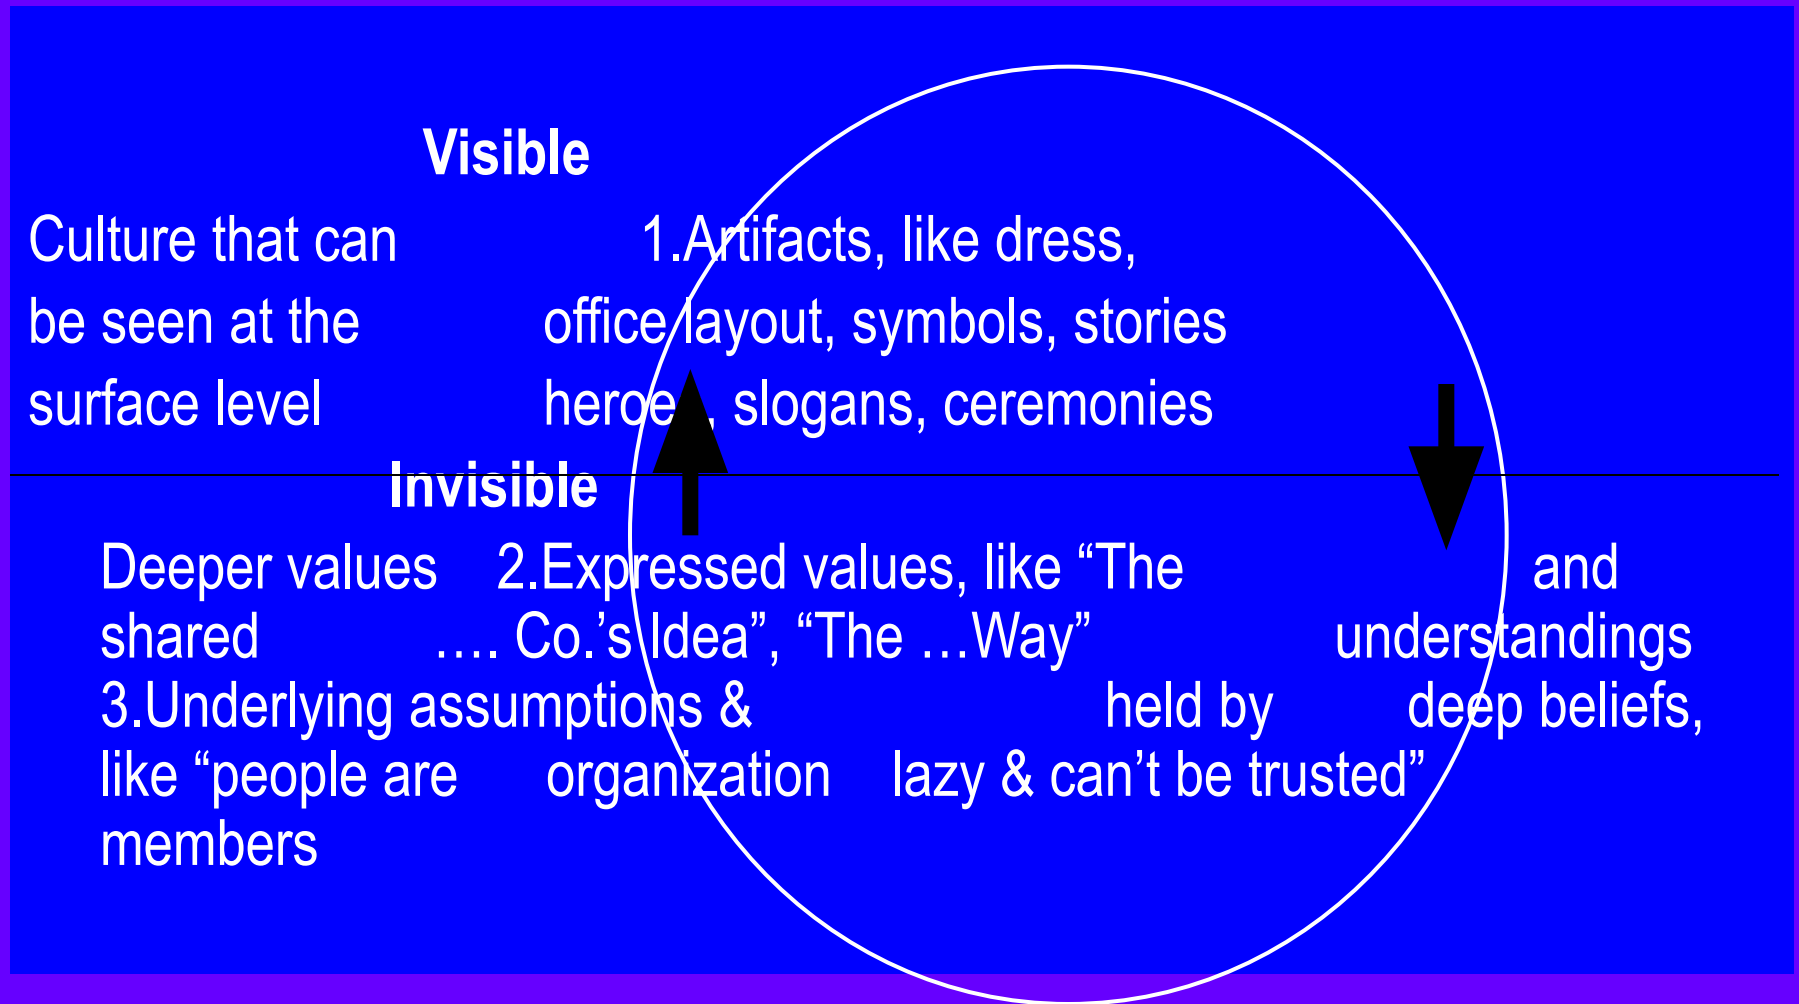 Visible
Culture that can 1.Artifacts, like dress,
be seen at the office layout, symbols, stories
surface level heroe , slogans, ceremonies
Invisible
Deeper values 2.Expressed values, like “The and
shared …. Co.’s Idea”, “The …Way” understandings
3.Underlying assumptions & held by deep beliefs,
like “people are organization lazy & can’t be trusted”
members